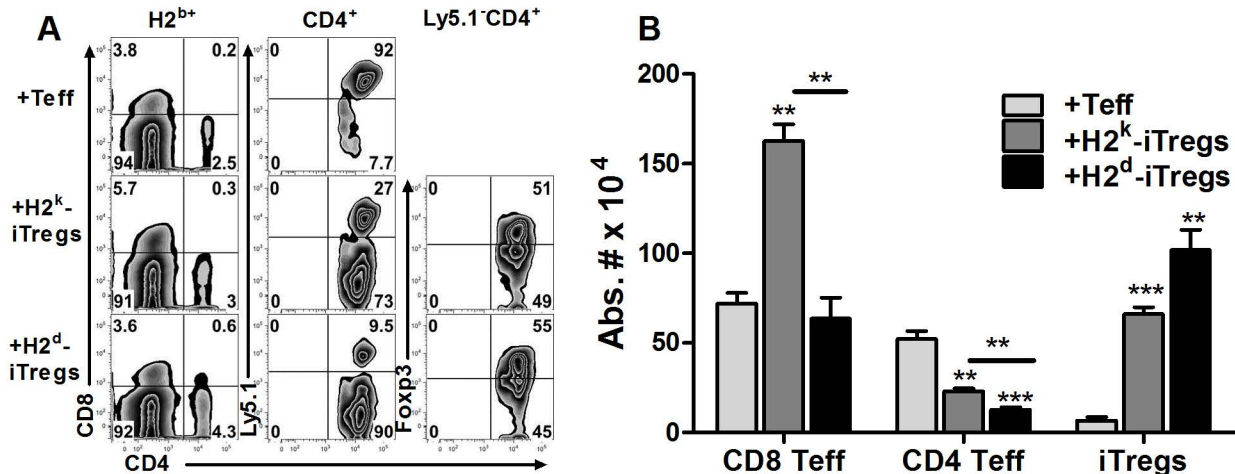 A
H2ᵇ⁺ CD4⁺ Ly5.1⁻CD4⁺
+Teff
3.8 0.2
94 2.5
0 92
0 7.7
+H2ᵏ-
iTregs
5.7 0.3
91 3
0 27
0 73
0 51
0 49
+H2ᵈ-
iTregs
3.6 0.6
92 4.3
0 9.5
0 90
0 55
0 45
CD8
Ly5.1
Foxp3
CD4
B
Abs. # x 10⁴
200
150
100
50
0
+Teff
+H2ᵏ-iTregs
+H2ᵈ-iTregs
** **
** *** **
*** **
CD8 Teff CD4 Teff iTregs